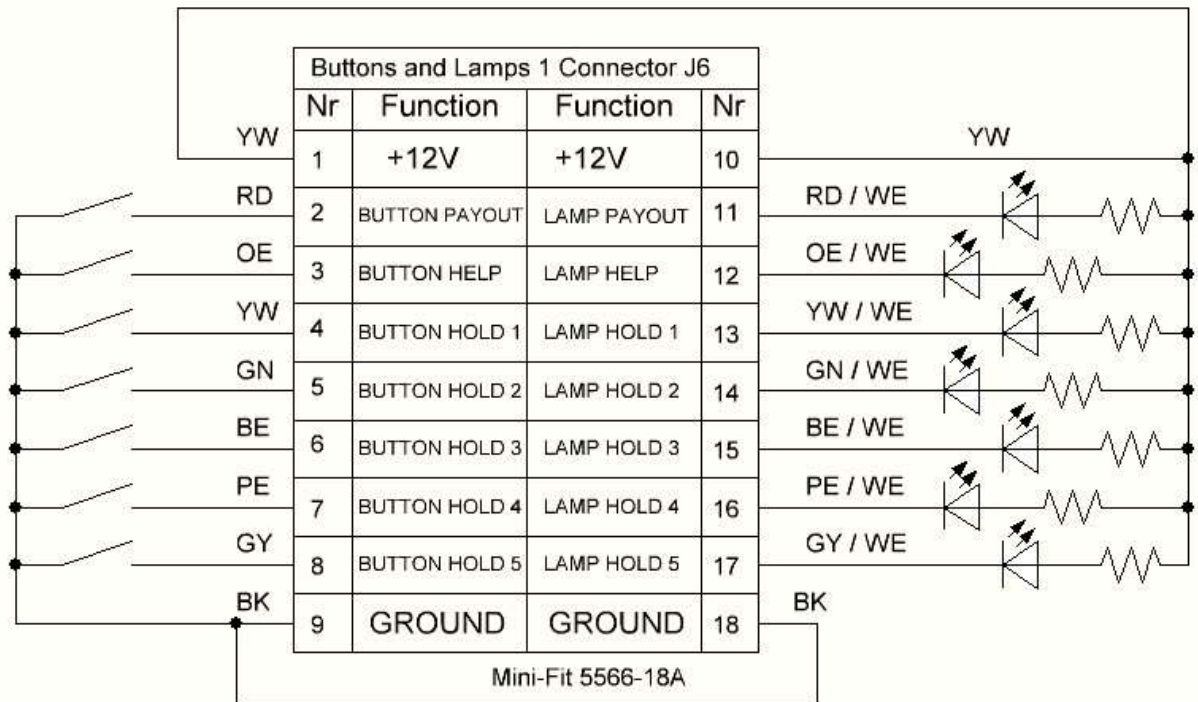 Buttons and Lamps 1 Connector J6
Nr Function Function Nr
YW 1 +12V +12V 10 YW
RD 2 BUTTON PAYOUT LAMP PAYOUT 11 RD / WE
OE 3 BUTTON HELP LAMP HELP 12 OE / WE
YW 4 BUTTON HOLD 1 LAMP HOLD 1 13 YW / WE
GN 5 BUTTON HOLD 2 LAMP HOLD 2 14 GN / WE
BE 6 BUTTON HOLD 3 LAMP HOLD 3 15 BE / WE
PE 7 BUTTON HOLD 4 LAMP HOLD 4 16 PE / WE
GY 8 BUTTON HOLD 5 LAMP HOLD 5 17 GY / WE
BK 9 GROUND GROUND 18 BK
Mini-Fit 5566-18A